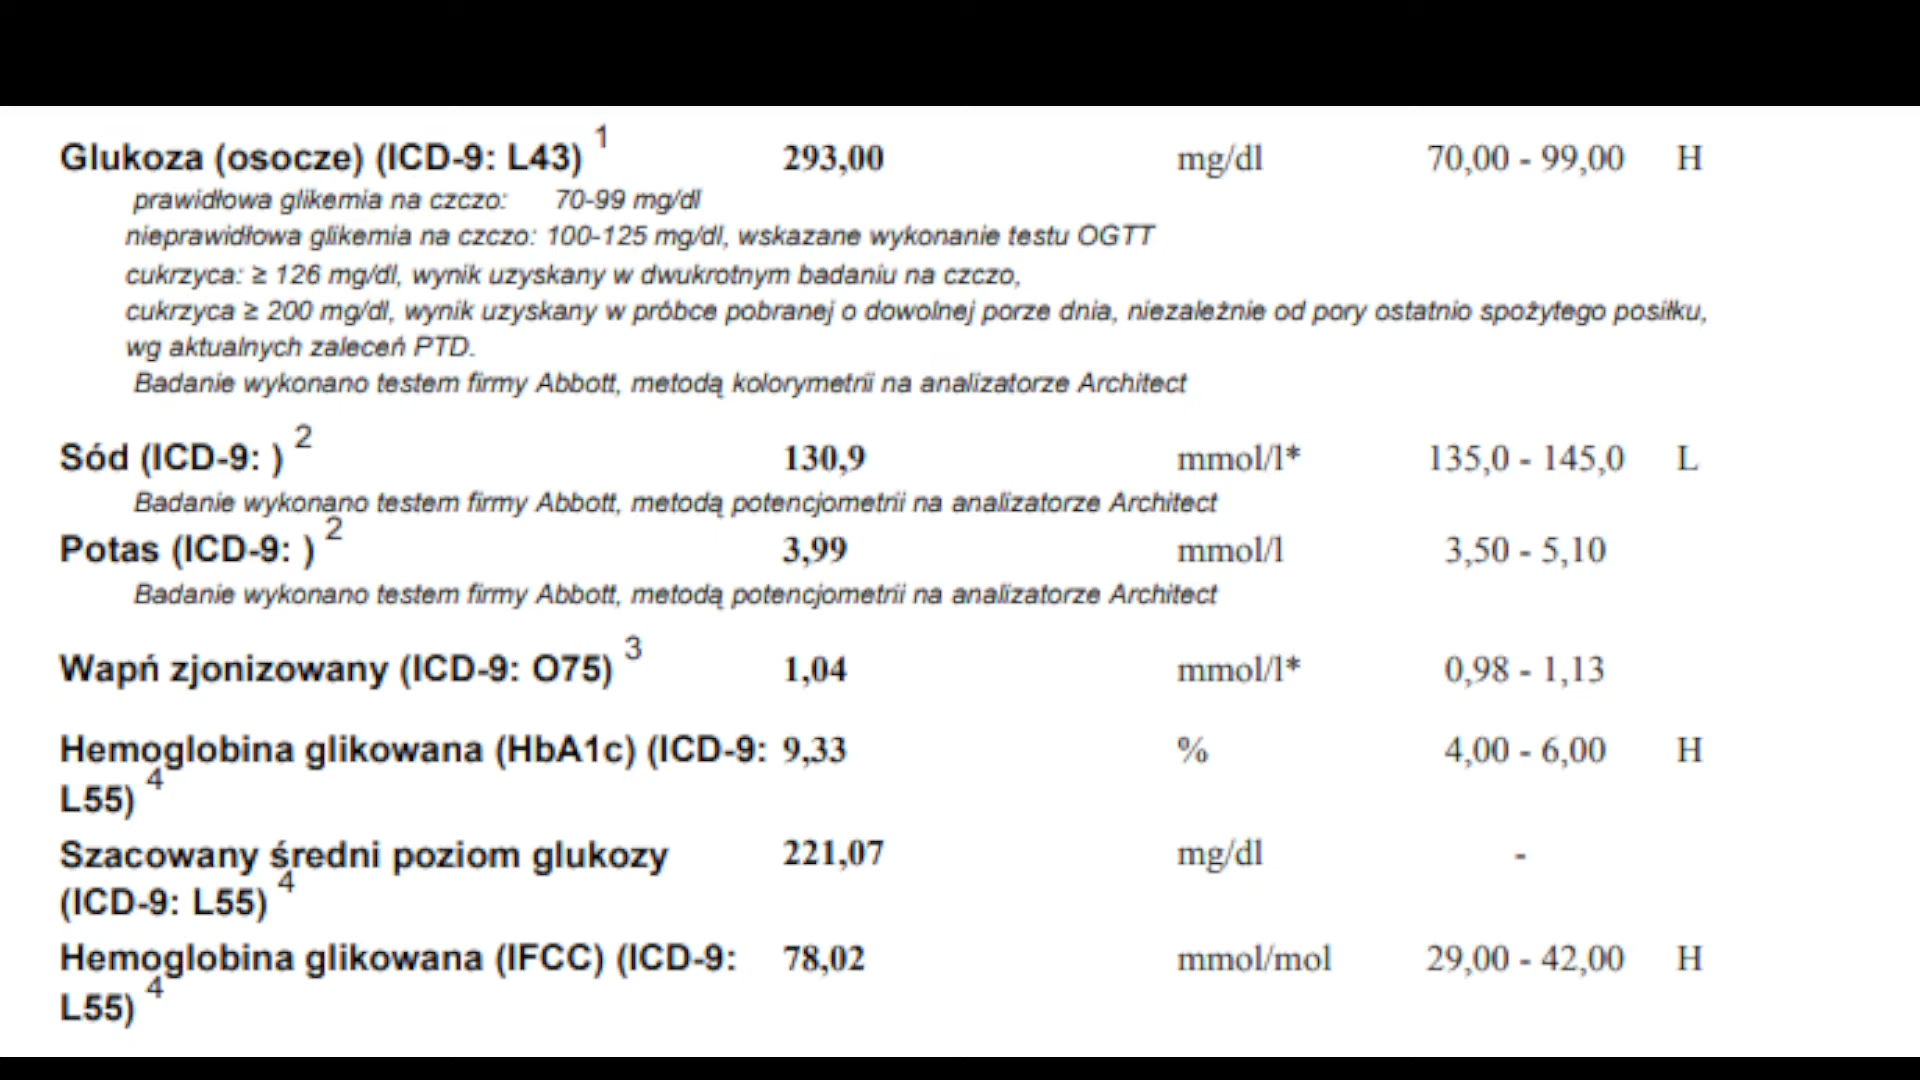 Glukoza (osocze) (ICD-9: L43) 1 293,00 mg/dl 70,00 - 99,00 H
prawidłowa glikemia na czczo: 70-99 mg/dl
nieprawidłowa glikemia na czczo: 100-125 mg/dl, wskazane wykonanie testu OGTT
cukrzyca: ≥ 126 mg/dl, wynik uzyskany w dwukrotnym badaniu na czczo,
cukrzyca ≥ 200 mg/dl, wynik uzyskany w próbce pobranej o dowolnej porze dnia, niezależnie od pory ostatnio spożytego posiłku,
wg aktualnych zaleceń PTD.
Badanie wykonano testem firmy Abbott, metodą kolorymetrii na analizatorze Architect
Sód (ICD-9: ) 2 130,9 mmol/l* 135,0 - 145,0 L
Badanie wykonano testem firmy Abbott, metodą potencjometrii na analizatorze Architect
Potas (ICD-9: ) 2 3,99 mmol/l 3,50 - 5,10
Badanie wykonano testem firmy Abbott, metodą potencjometrii na analizatorze Architect
Wapń zjonizowany (ICD-9: O75) 3 1,04 mmol/l* 0,98 - 1,13
Hemoglobina glikowana (HbA1c) (ICD-9: 9,33 % 4,00 - 6,00 H
L55) 4
Szacowany średni poziom glukozy 221,07 mg/dl -
(ICD-9: L55) 4
Hemoglobina glikowana (IFCC) (ICD-9: 78,02 mmol/mol 29,00 - 42,00 H
L55) 4